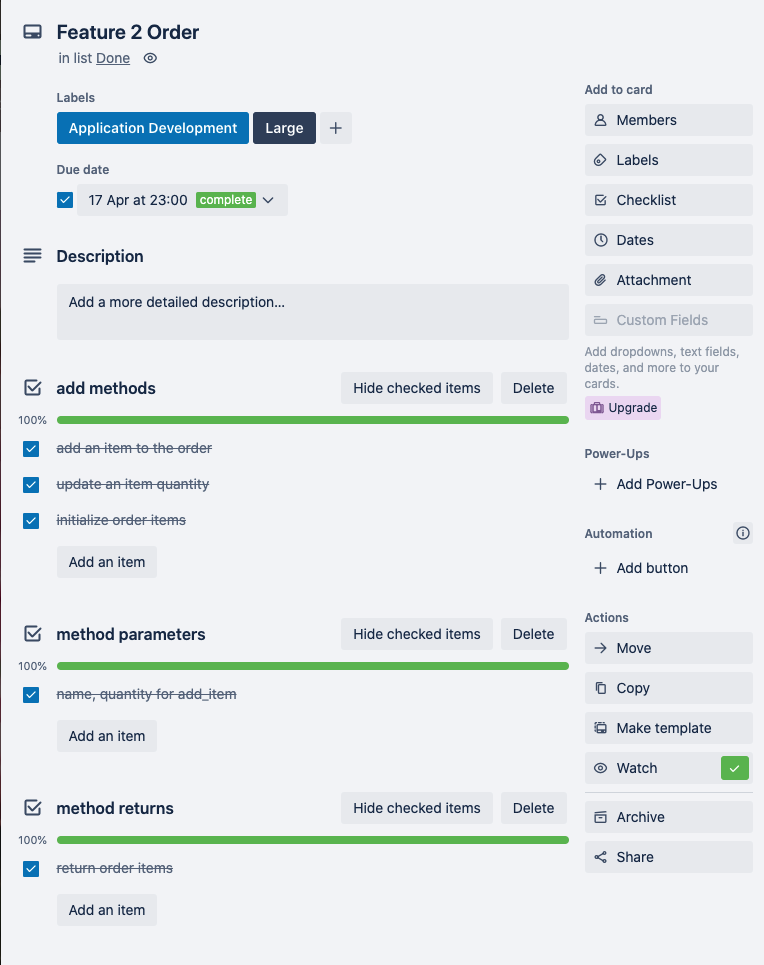 Feature 2 Order
in list Done
Labels
Application Development
Large
Due date
17 Apr at 23:00 complete
Description
Add a more detailed description...
add methods
Hide checked items
Delete
100%
add an item to the order
update an item quantity
initialize order items
Add an item
method parameters
Hide checked items
Delete
100%
name, quantity for add_item
Add an item
method returns
Hide checked items
Delete
100%
return order items
Add an item
Add to card
Members
Labels
Checklist
Dates
Attachment
Custom Fields
Add dropdowns, text fields,
dates, and more to your
cards.
Upgrade
Power-Ups
Add Power-Ups
Automation
Add button
Actions
Move
Copy
Make template
Watch
Archive
Share